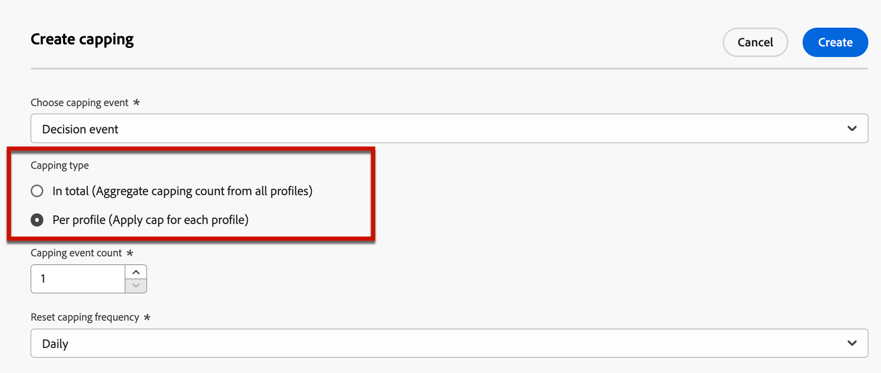 Create capping
Cancel
Create
Choose capping event *
Decision event
Capping type
In total (Aggregate capping count from all profiles)
Per profile (Apply cap for each profile)
Capping event count *
1
Reset capping frequency *
Daily